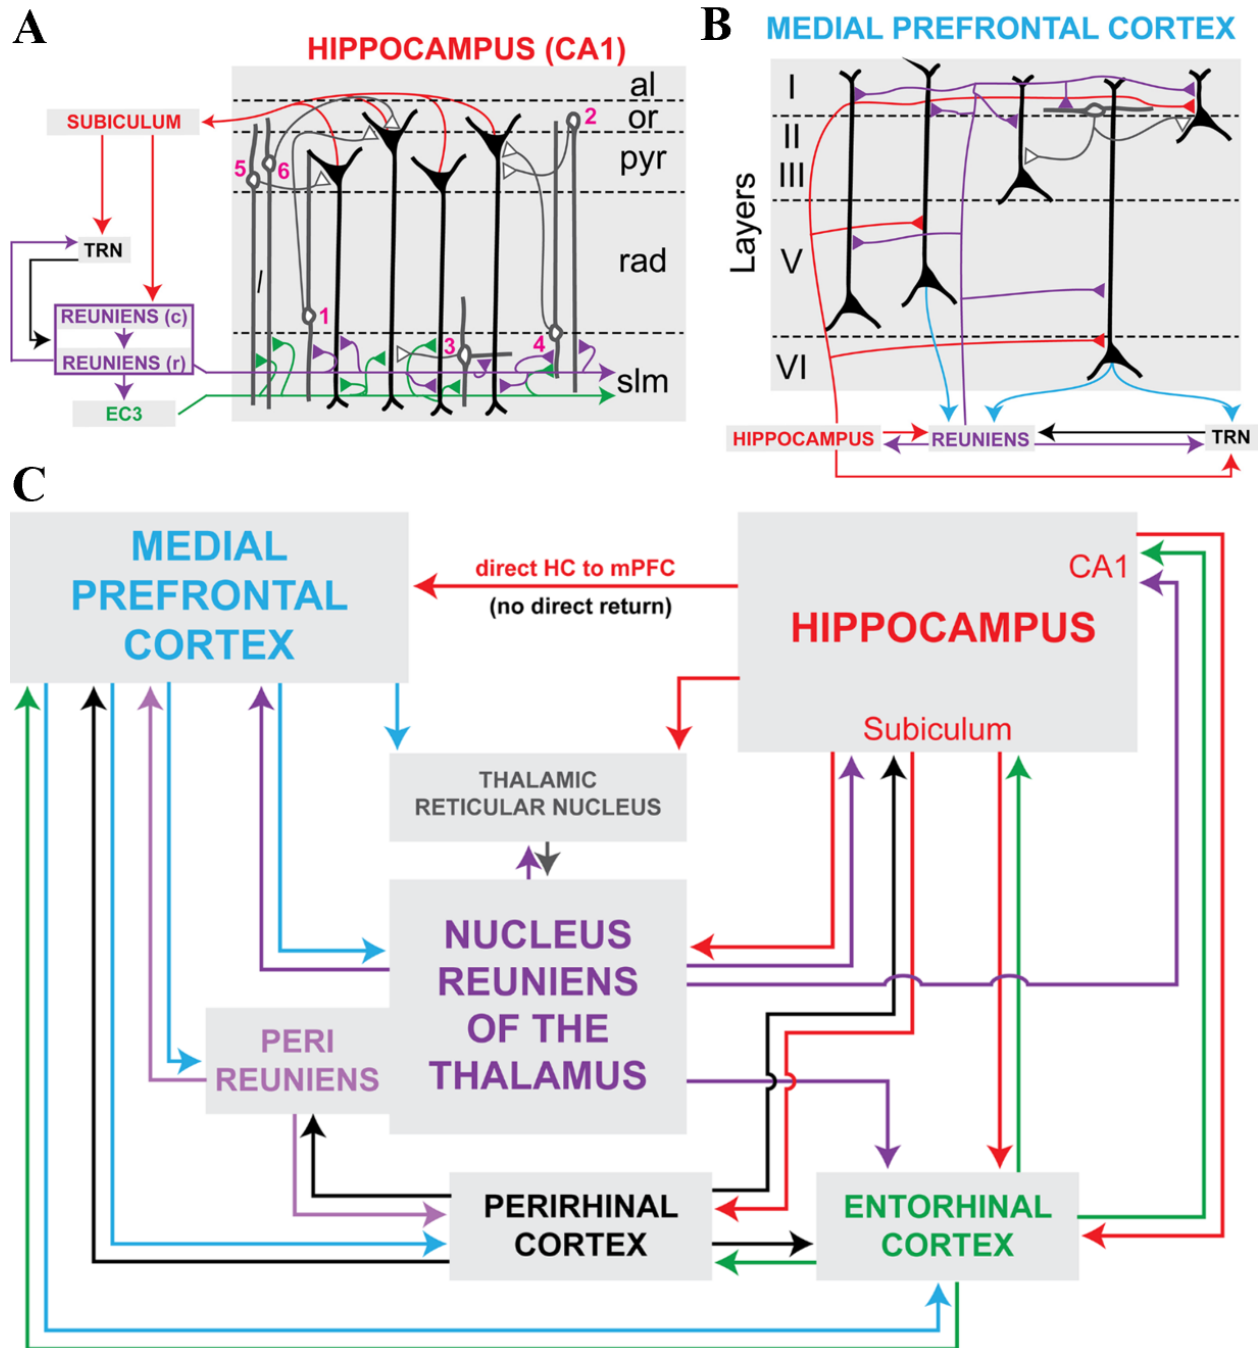 A
HIPPOCAMPUS (CA1)
al
or
pyr
rad
slm
SUBICULUM
TRN
REUNIENS (c)
REUNIENS (r)
EC3
5
6
2
1
3
4
B
MEDIAL PREFRONTAL CORTEX
Layers
I
II
III
V
VI
HIPPOCAMPUS
REUNIENS
TRN
C
MEDIAL
PREFRONTAL
CORTEX
direct HC to mPFC
(no direct return)
CA1
HIPPOCAMPUS
Subiculum
THALAMIC
RETICULAR NUCLEUS
NUCLEUS
REUNIENS
OF THE
THALAMUS
PERI
REUNIENS
PERIRHINAL
CORTEX
ENTORHINAL
CORTEX